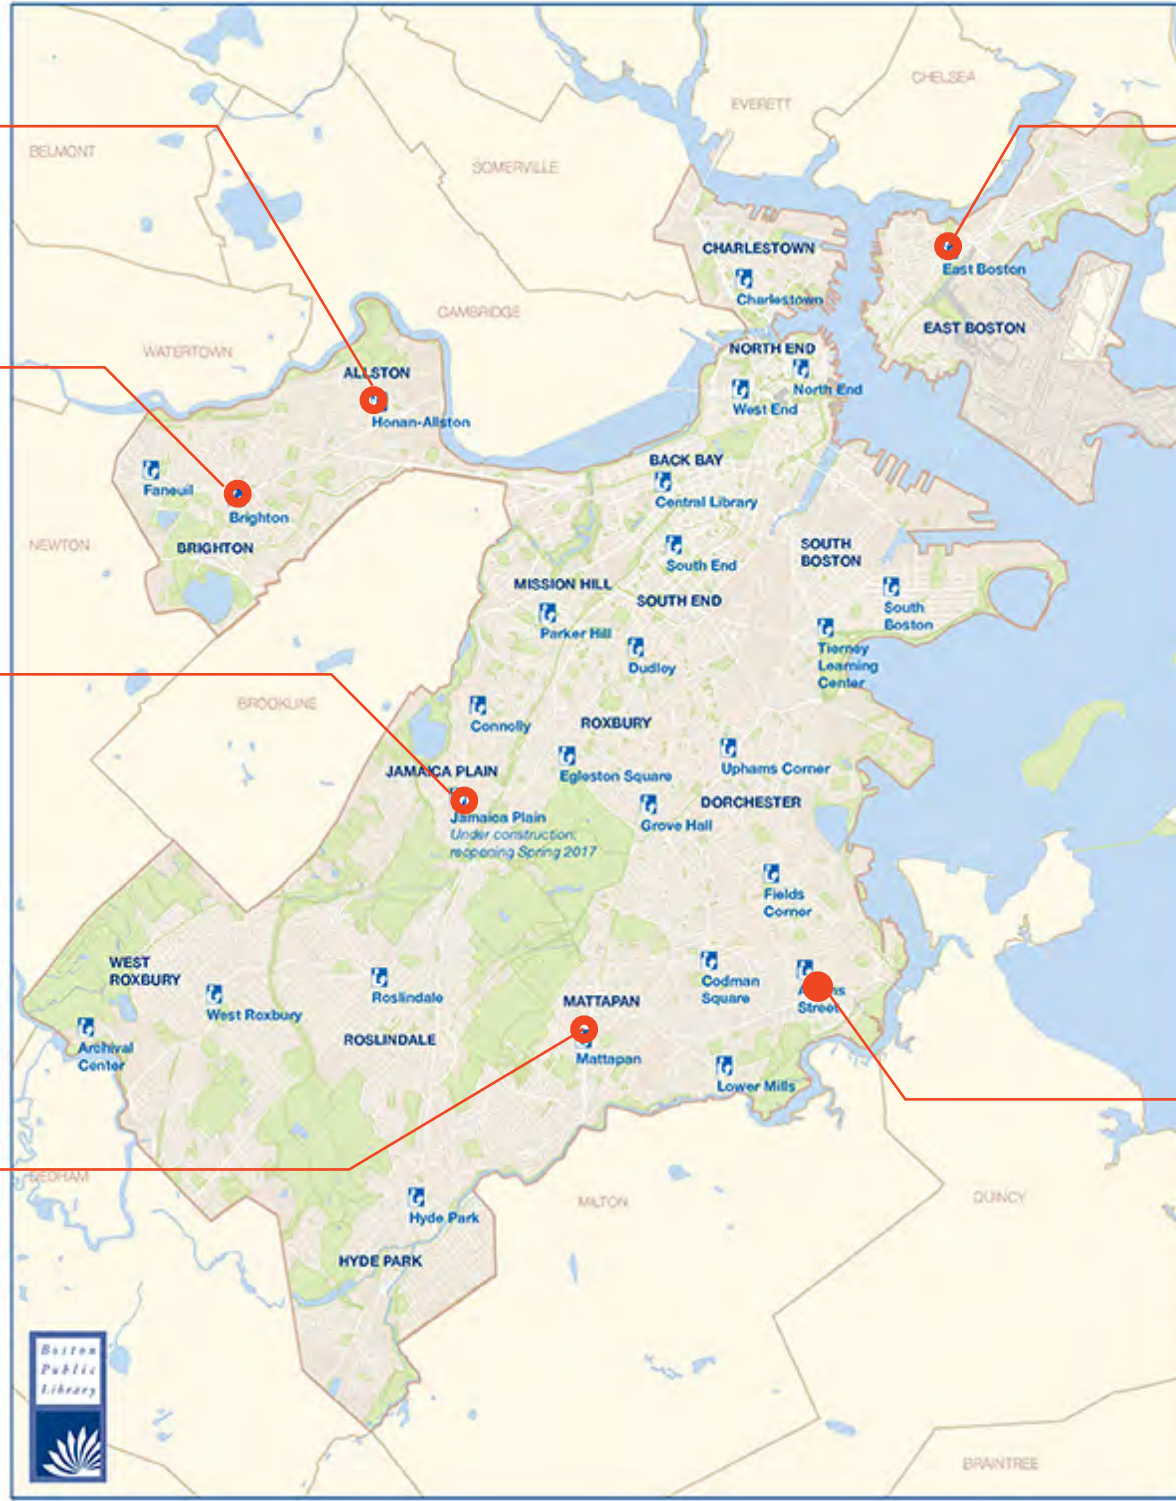 CHELSEA
EVERETT
BELMONT
SOMERVILLE
CHARLESTOWN
Charlestown
East Boston
EAST BOSTON
CAMBRIDGE
WATERTOWN
NORTH END
North End
West End
ALLSTON
Honan-Allston
BACK BAY
Central Library
Faneuil
Brighton
BRIGHTON
NEWTON
SOUTH
BOSTON
South End
MISSION HILL
SOUTH END
South
Boston
Parker Hill
Tierney
Learning
Center
Dudley
BROOKLINE
Connolly
ROXBURY
JAMAICA PLAIN
Egleston Square
Uphams Corner
DORCHESTER
Jamaica Plain
Under construction:
reopening Spring 2017
Grove Hall
Fields
Corner
WEST
ROXBURY
West Roxbury
Roslindale
ROSLINDALE
MATTAPAN
Mattapan
Codman
Square
Street
Archival
Center
Lower Mills
DEDHAM
Hyde Park
HYDE PARK
MILTON
QUINCY
BRAINTREE
Boston
Public
Library